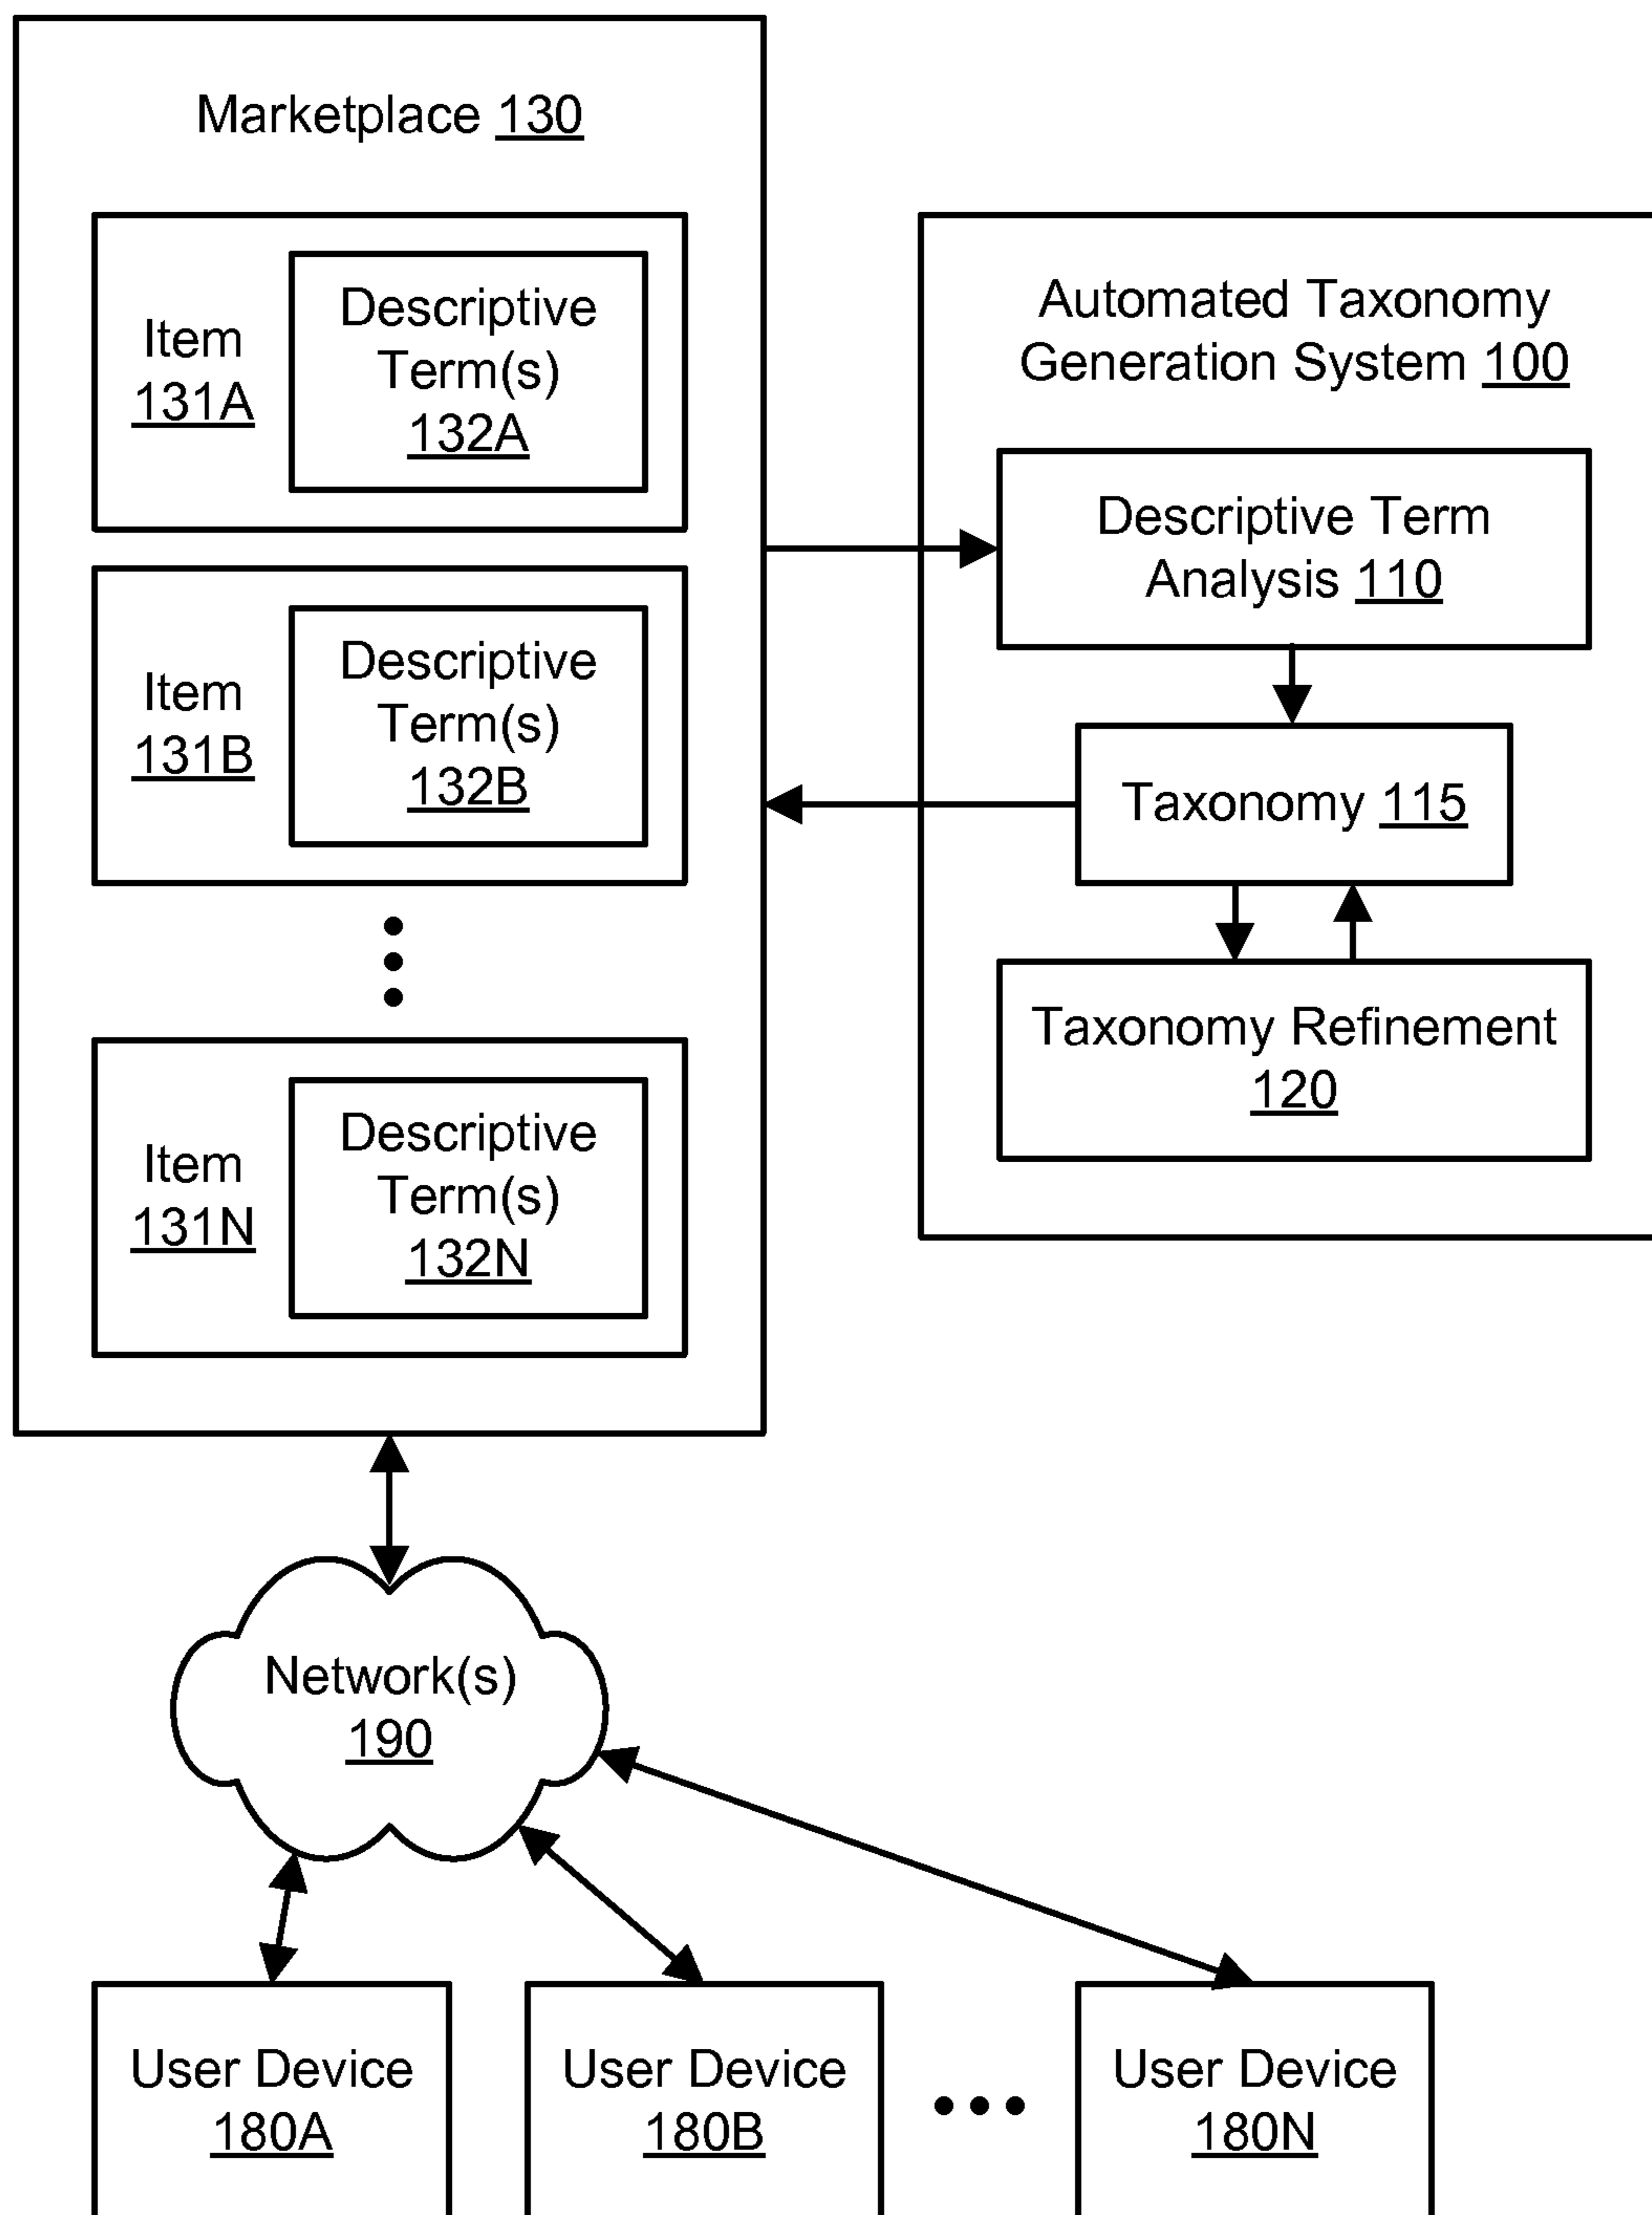 Marketplace 130
Item
131A
Descriptive
Term(s)
132A
Item
131B
Descriptive
Term(s)
132B
Item
131N
Descriptive
Term(s)
132N
Automated Taxonomy
Generation System 100
Descriptive Term
Analysis 110
Taxonomy 115
Taxonomy Refinement
120
Network(s)
190
User Device
180A
User Device
180B
User Device
180N